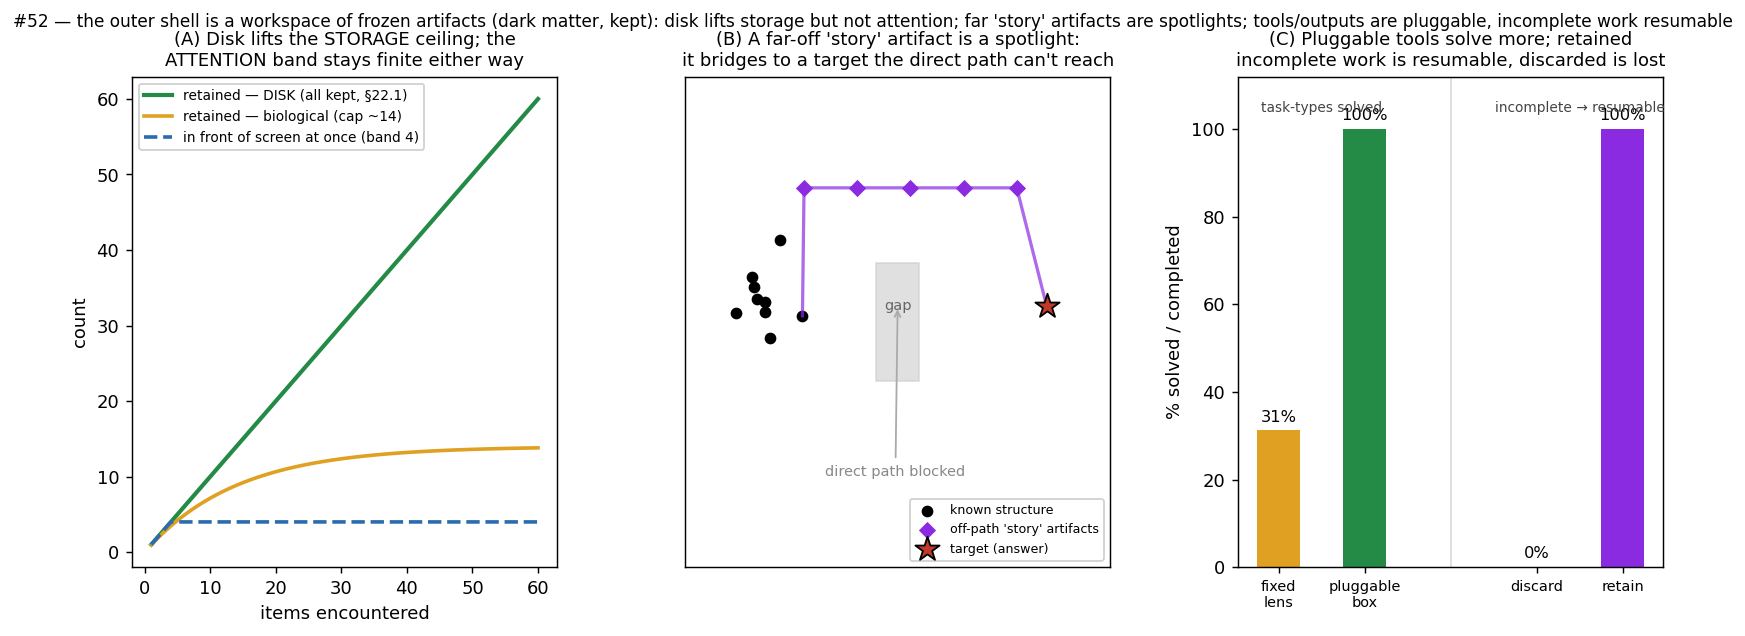 #52 — the outer shell is a workspace of frozen artifacts (dark matter, kept): disk lifts storage but not attention; far 'story' artifacts are spotlights; tools/outputs are pluggable, incomplete work resumable
(A) Disk lifts the STORAGE ceiling; the
ATTENTION band stays finite either way
retained — DISK (all kept, §22.1)
retained — biological (cap ~14)
in front of screen at once (band 4)
count
60
50
40
30
20
10
0
0 10 20 30 40 50 60
items encountered
(B) A far-off 'story' artifact is a spotlight:
it bridges to a target the direct path can't reach
gap
direct path blocked
known structure
off-path 'story' artifacts
target (answer)
(C) Pluggable tools solve more; retained
incomplete work is resumable, discarded is lost
task-types solved
incomplete → resumable
100%
100%
31%
0%
% solved / completed
100
80
60
40
20
0
fixed
lens
pluggable
box
discard
retain